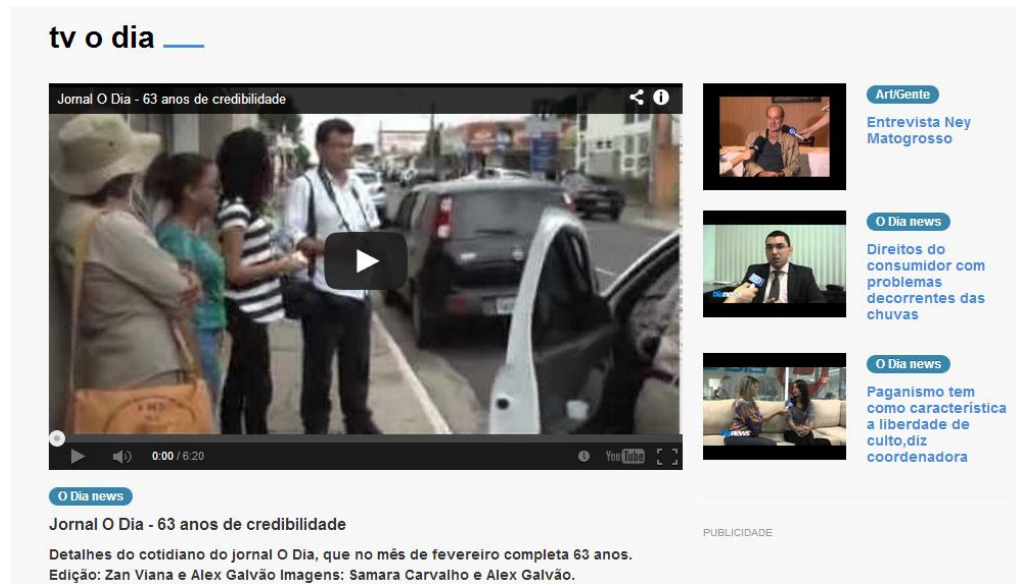 tv o dia
Jornal O Dia - 63 anos de credibilidade
0:00 / 6:20
YouTube
O Dia news
Jornal O Dia - 63 anos de credibilidade
Detalhes do cotidiano do jornal O Dia, que no mês de fevereiro completa 63 anos.
Edição: Zan Viana e Alex Galvão Imagens: Samara Carvalho e Alex Galvão.
Art/Gente
Entrevista Ney
Matogrosso
O Dia news
Direitos do
consumidor com
problemas
decorrentes das
chuvas
O Dia news
Paganismo tem
como característica
a liberdade de
culto,diz
coordenadora
PUBLICIDADE